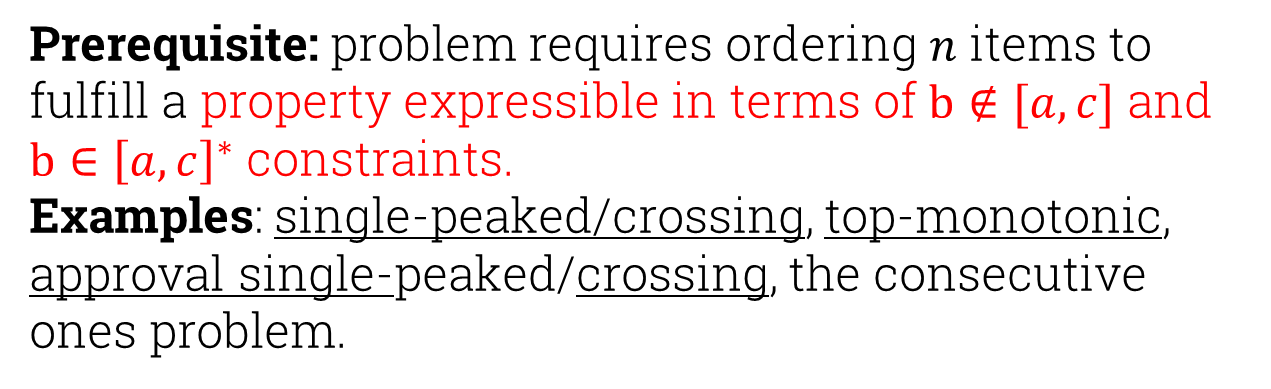 Prerequisite: problem requires ordering n items to
fulfill a property expressible in terms of b ∉ [a, c] and
b ∈ [a, c]* constraints.
Examples: single-peaked/crossing, top-monotonic,
approval single-peaked/crossing, the consecutive
ones problem.